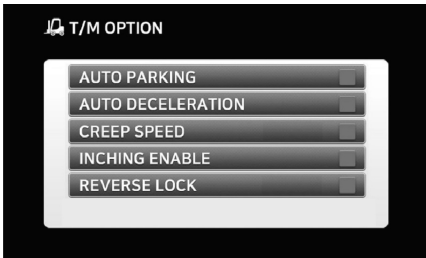 T/M OPTION
AUTO PARKING
AUTO DECELERATION
CREEP SPEED
INCHING ENABLE
REVERSE LOCK